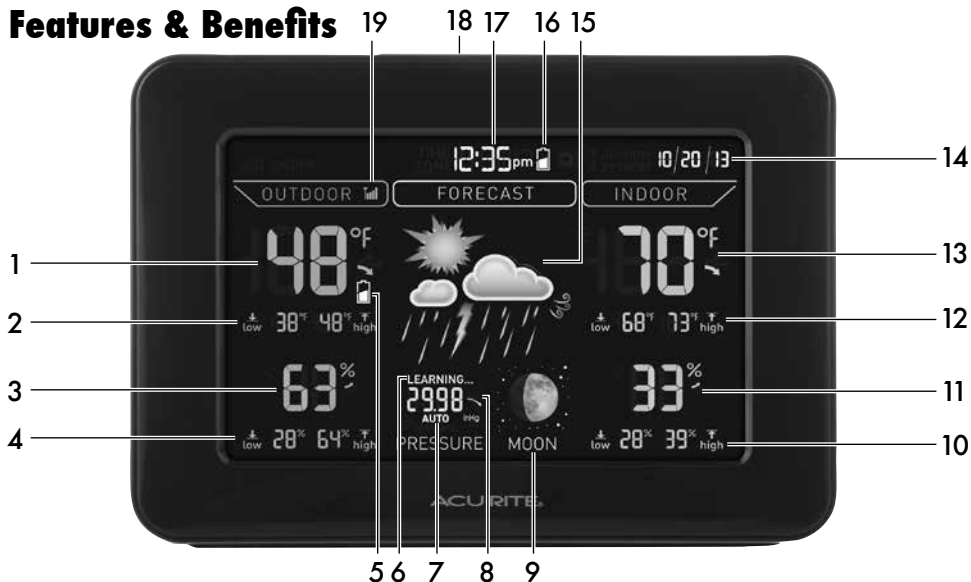 Features & Benefits
19 18 17 16 15
12:35 pm
10/20/13 14
OUTDOOR FORECAST INDOOR
1 48 °F 70 °F 13
2 low 38 °F 48 °F high low 68 °F 73 °F high 12
3 63 % 33 % 11
LEARNING...
29.98
AUTO inHg
4 low 28 % 64 % high low 28 % 39 % high 10
PRESSURE MOON
ACURITE®
5 6 7 8 9